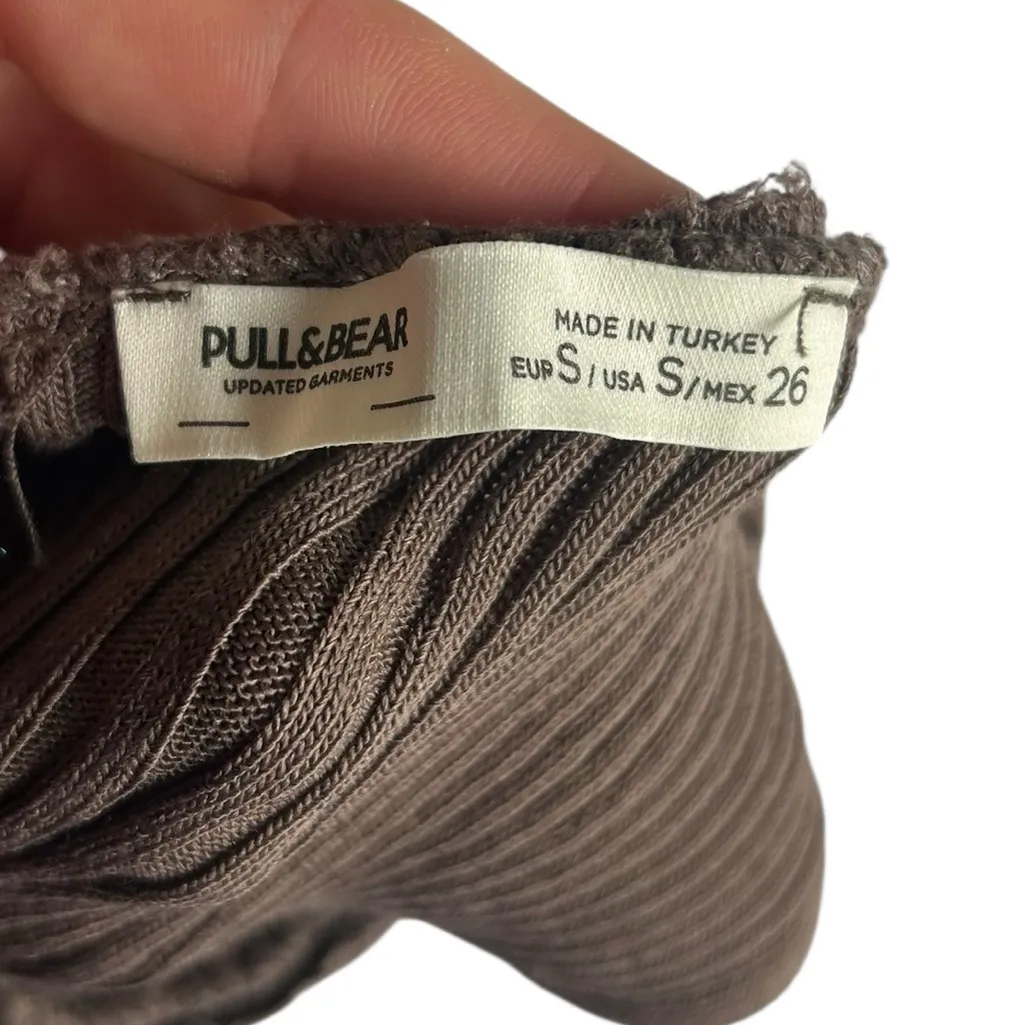 PULL&BEAR
UPDATED GARMENTS
MADE IN TURKEY
EUR S / USA S / MEX 26